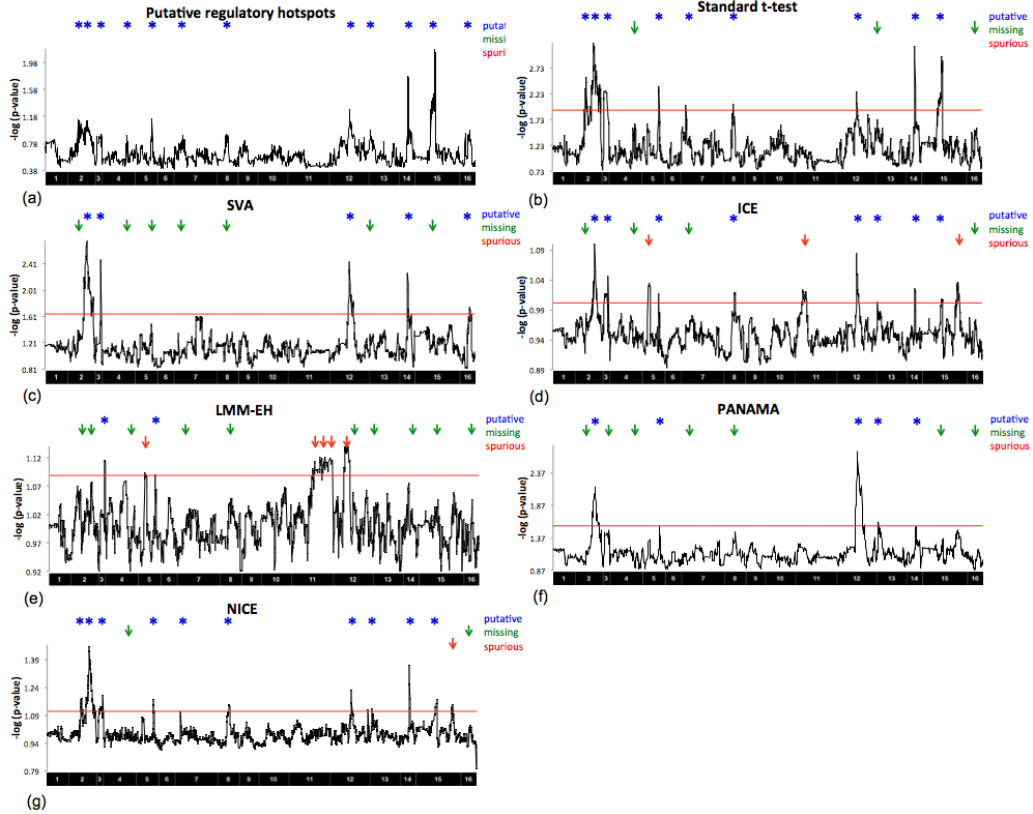 Putative regulatory hotspots
* * * * * * * * * * * *
putati
missi
spuri
-log (p-value)
1.98
1.58
1.18
0.78
0.38
1 2 3 4 5 6 7 8 9 10 11 12 13 14 15 16
(a)
Standard t-test
* * * * * * * * * *
putative
missing
spurious
-log (p-value)
2.73
2.23
1.73
1.23
0.73
1 2 3 4 5 6 7 8 9 10 11 12 13 14 15 16
(b)
SVA
* * * * *
putative
missing
spurious
-log (p-value)
2.41
2.01
1.61
1.21
0.81
1 2 3 4 5 6 7 8 9 10 11 12 13 14 15 16
(c)
ICE
* * * * * * * *
putative
missing
spurious
-log (p-value)
1.09
1.04
0.99
0.94
0.89
1 2 3 4 5 6 7 8 9 10 11 12 13 14 15 16
(d)
LMM-EH
* *
putative
missing
spurious
-log (p-value)
1.12
1.07
1.02
0.97
0.92
1 2 3 4 5 6 7 8 9 10 11 12 13 14 15 16
(e)
PANAMA
* * * * *
putative
missing
spurious
-log (p-value)
2.37
1.87
1.37
0.87
1 2 3 4 5 6 7 8 9 10 11 12 13 14 15 16
(f)
NICE
* * * * * * * * * * *
putative
missing
spurious
-log (p-value)
1.39
1.24
1.09
0.94
0.79
1 2 3 4 5 6 7 8 9 10 11 12 13 14 15 16
(g)